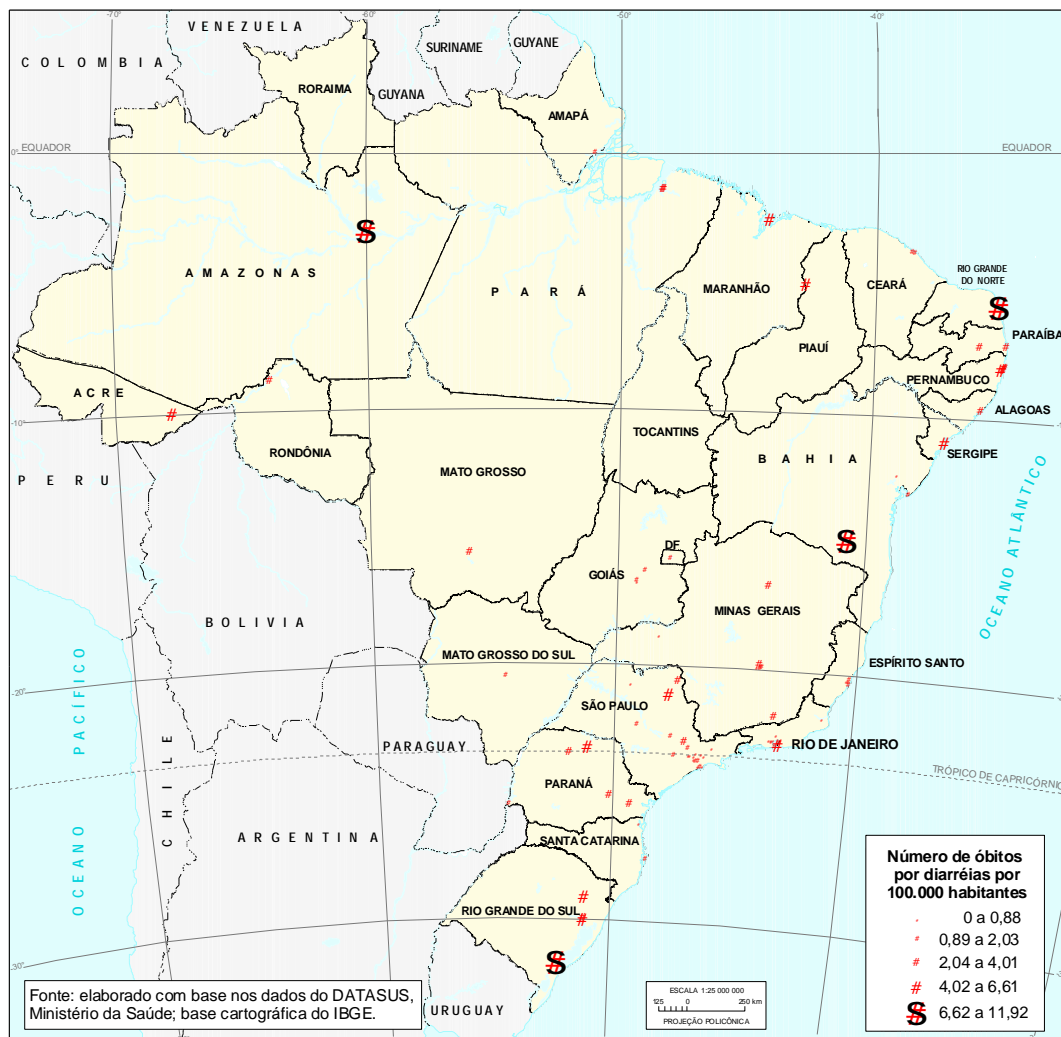 -70
-60
-50
-40
VENEZUELA
COLOMBIA
SURINAME
GUYANE
GUYANA
RORAIMA
AMAPÁ
0°
EQUADOR
EQUADOR
AMAZONAS
PARÁ
MARANHÃO
CEARÁ
RIO GRANDE
DO NORTE
PARAÍBA
PIAUÍ
PERNAMBUCO
ACRE
ALAGOAS
-10
TOCANTINS
SERGIPE
RONDÔNIA
BAHIA
MATO GROSSO
PERU
OCEANO ATLÂNTICO
DF
GOIÁS
MINAS GERAIS
BOLIVIA
MATO GROSSO DO SUL
ESPÍRITO SANTO
-20
SÃO PAULO
OCEANO PACÍFICO
CHILE
PARAGUAY
RIO DE JANEIRO
TRÓPICO DE CAPRICÓRNIO
PARANÁ
ARGENTINA
SANTA CATARINA
RIO GRANDE DO SUL
-30
URUGUAY
Número de óbitos
por diarréias por
100.000 habitantes
0 a 0,88
0,89 a 2,03
2,04 a 4,01
4,02 a 6,61
6,62 a 11,92
Fonte: elaborado com base nos dados do DATASUS,
Ministério da Saúde; base cartográfica do IBGE.
ESCALA 1:25 000 000
125 0 250 km
PROJEÇÃO POLICÔNICA